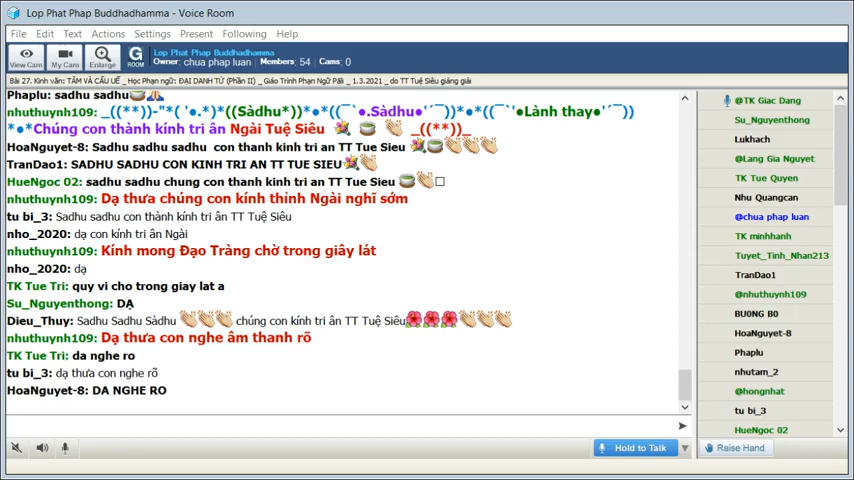 Lop Phat Phap Buddhadhamma - Voice Room
File Edit Text Actions Settings Present Following Help
View Cam
My Cam
Enlarge
G
ROOM
Lop Phat Phap Buddhadhamma
Owner: chua phap luan Members: 54 Cams: 0
Bài 27. Kinh văn: TÂM VÀ CẤU UẾ _ Học Phạn ngữ: ĐẠI DANH TỪ (Phần II) _ Giáo Trình Phạn Ngữ Pāli _ 1.3.2021 _ do TT Tuệ Siêu giảng giải
Phaplu: sadhu sadhu
nhuthuynh109: _((**))-"*( '●.*)*((Sàdhu*))*●*((¯`●.Sàdhu●'´¯))*●*((¯`'●Lành thay●'´¯))
*●*Chúng con thành kính tri ân Ngài Tuệ Siêu _((**))_
HoaNguyet-8: Sadhu sadhu sadhu con thanh kinh tri an TT Tue Sieu
TranDao1: SADHU SADHU CON KINH TRI AN TT TUE SIEU
HueNgoc 02: sadhu sadhu chung con thanh kinh tri an TT Tue Sieu
nhuthuynh109: Dạ thưa chúng con kính thỉnh Ngài nghĩ sớm
tu bi_3: Sadhu sadhu con thành kính tri ân TT Tuệ Siêu
nho_2020: dạ con kính tri ân Ngài
nhuthuynh109: Kính mong Đạo Tràng chờ trong giây lát
nho_2020: dạ
TK Tue Tri: quy vi cho trong giay lat a
Su_Nguyenthong: DẠ
Dieu_Thuy: Sadhu Sadhu Sàdhu chúng con kính tri ân TT Tuệ Siêu
nhuthuynh109: Dạ thưa con nghe âm thanh rõ
TK Tue Tri: da nghe ro
tu bi_3: dạ thưa con nghe rõ
HoaNguyet-8: DA NGHE RO
@TK Giac Dang
Su_Nguyenthong
Lukhach
@Lang Gia Nguyet
TK Tue Quyen
Nhu Quangcan
@chua phap luan
TK minhhanh
Tuyet_Tinh_Nhan213
TranDao1
@nhuthuynh109
BU0NG B0
HoaNguyet-8
Phaplu
nhutam_2
@hongnhat
tu bi_3
HueNgoc 02
Hold to Talk
Raise Hand